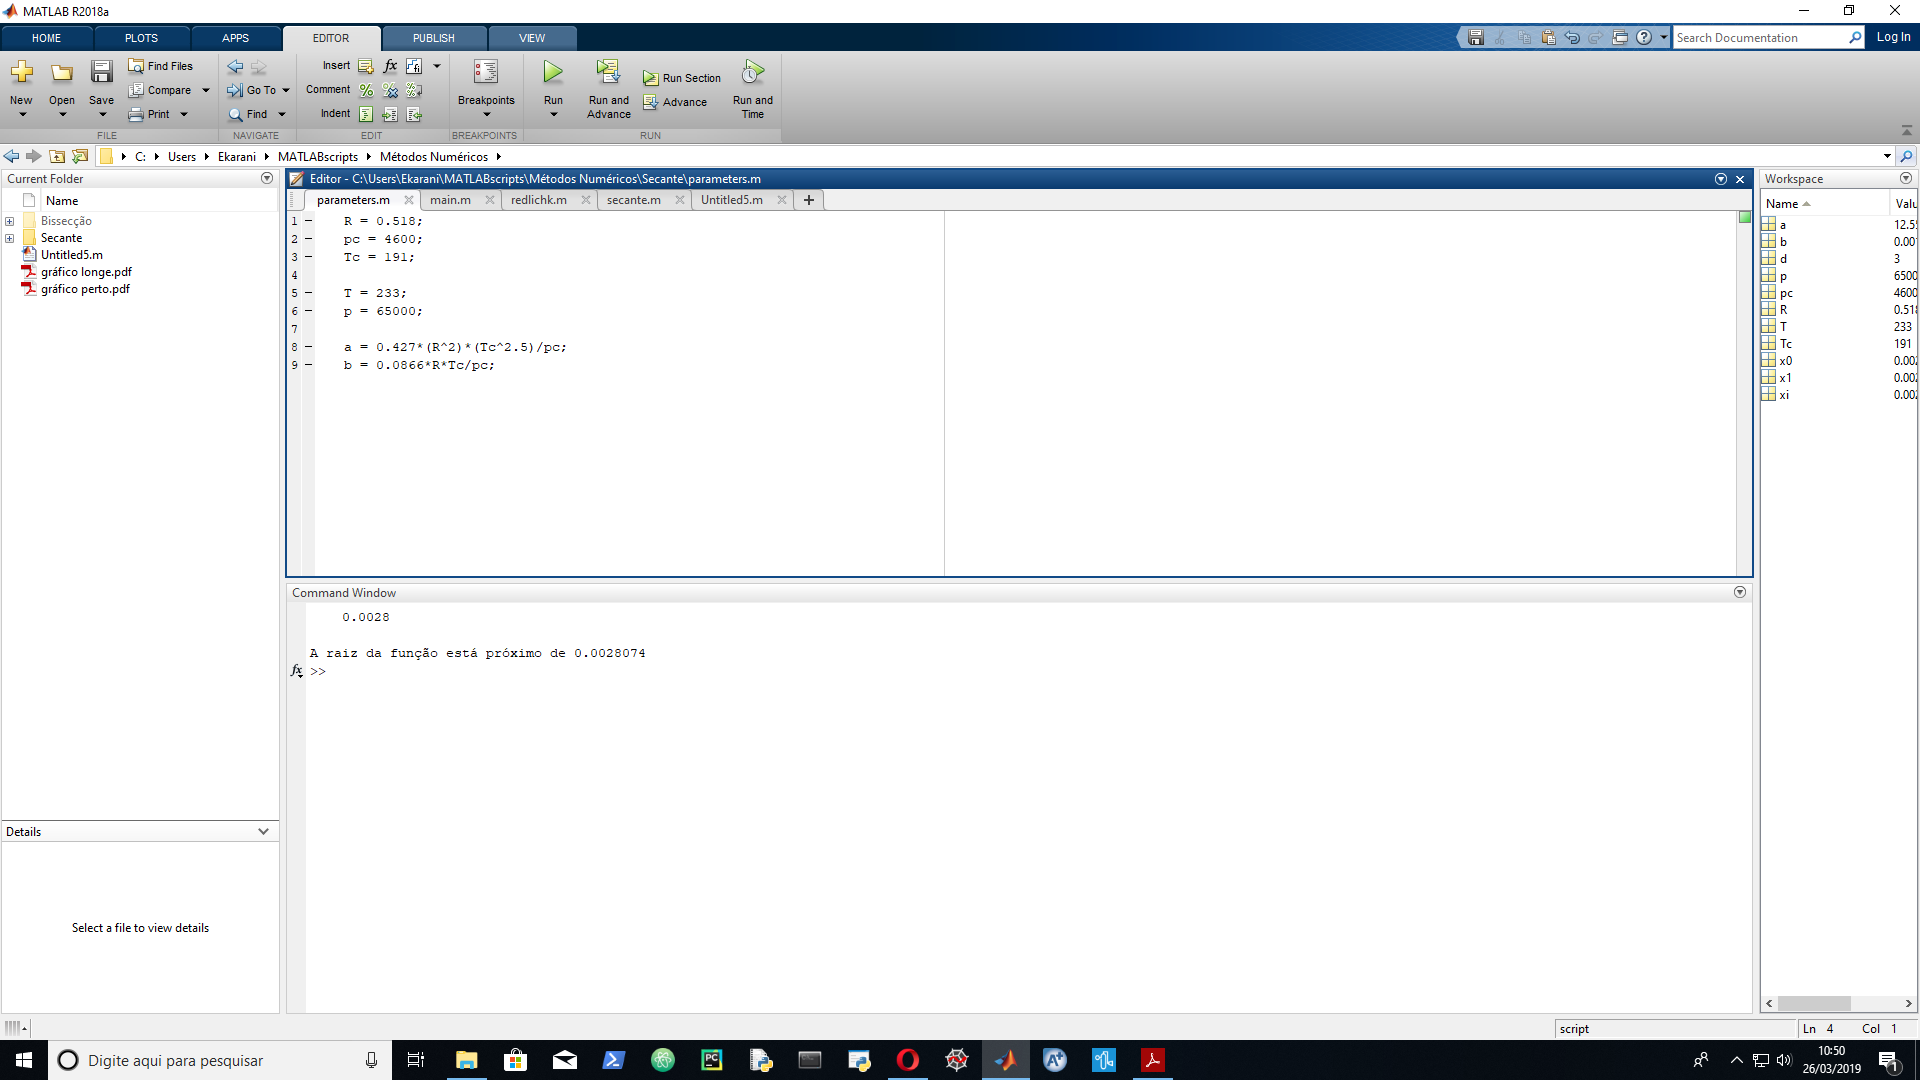 MATLAB R2018a
HOME PLOTS APPS EDITOR PUBLISH VIEW
Search Documentation Log In
New Open Save Find Files Compare Print
Go To Find
Insert fx
Comment
Indent
Breakpoints
Run Run and Advance Run Section Advance Run and Time
FILE NAVIGATE EDIT BREAKPOINTS RUN
C: Users Ekarani MATLABscripts Métodos Numéricos
Current Folder
Name
Bissecção
Secante
Untitled5.m
gráfico longe.pdf
gráfico perto.pdf
Details
Select a file to view details
Editor - C:\Users\Ekarani\MATLABscripts\Métodos Numéricos\Secante\parameters.m
parameters.m main.m redlichk.m secante.m Untitled5.m
1 R = 0.518;
2 pc = 4600;
3 Tc = 191;
4
5 T = 233;
6 p = 65000;
7
8 a = 0.427*(R^2)*(Tc^2.5)/pc;
9 b = 0.0866*R*Tc/pc;
Command Window
0.0028
A raiz da função está próximo de 0.0028074
fx >>
Workspace
Name Valu
a 12.5
b 0.00
d 3
p 6500
pc 4600
R 0.51
T 233
Tc 191
x0 0.00
x1 0.00
xi 0.00
script Ln 4 Col 1
Digite aqui para pesquisar
10:50
26/03/2019
1